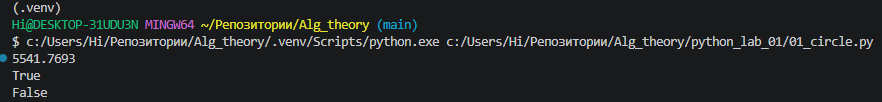 (.venv)
Hi@DESKTOP-31UDU3N MINGW64 ~/Репозитории/Alg_theory (main)
$ c:/Users/Hi/Репозитории/Alg_theory/.venv/Scripts/python.exe c:/Users/Hi/Репозитории/Alg_theory/python_lab_01/01_circle.py
5541.7693
True
False